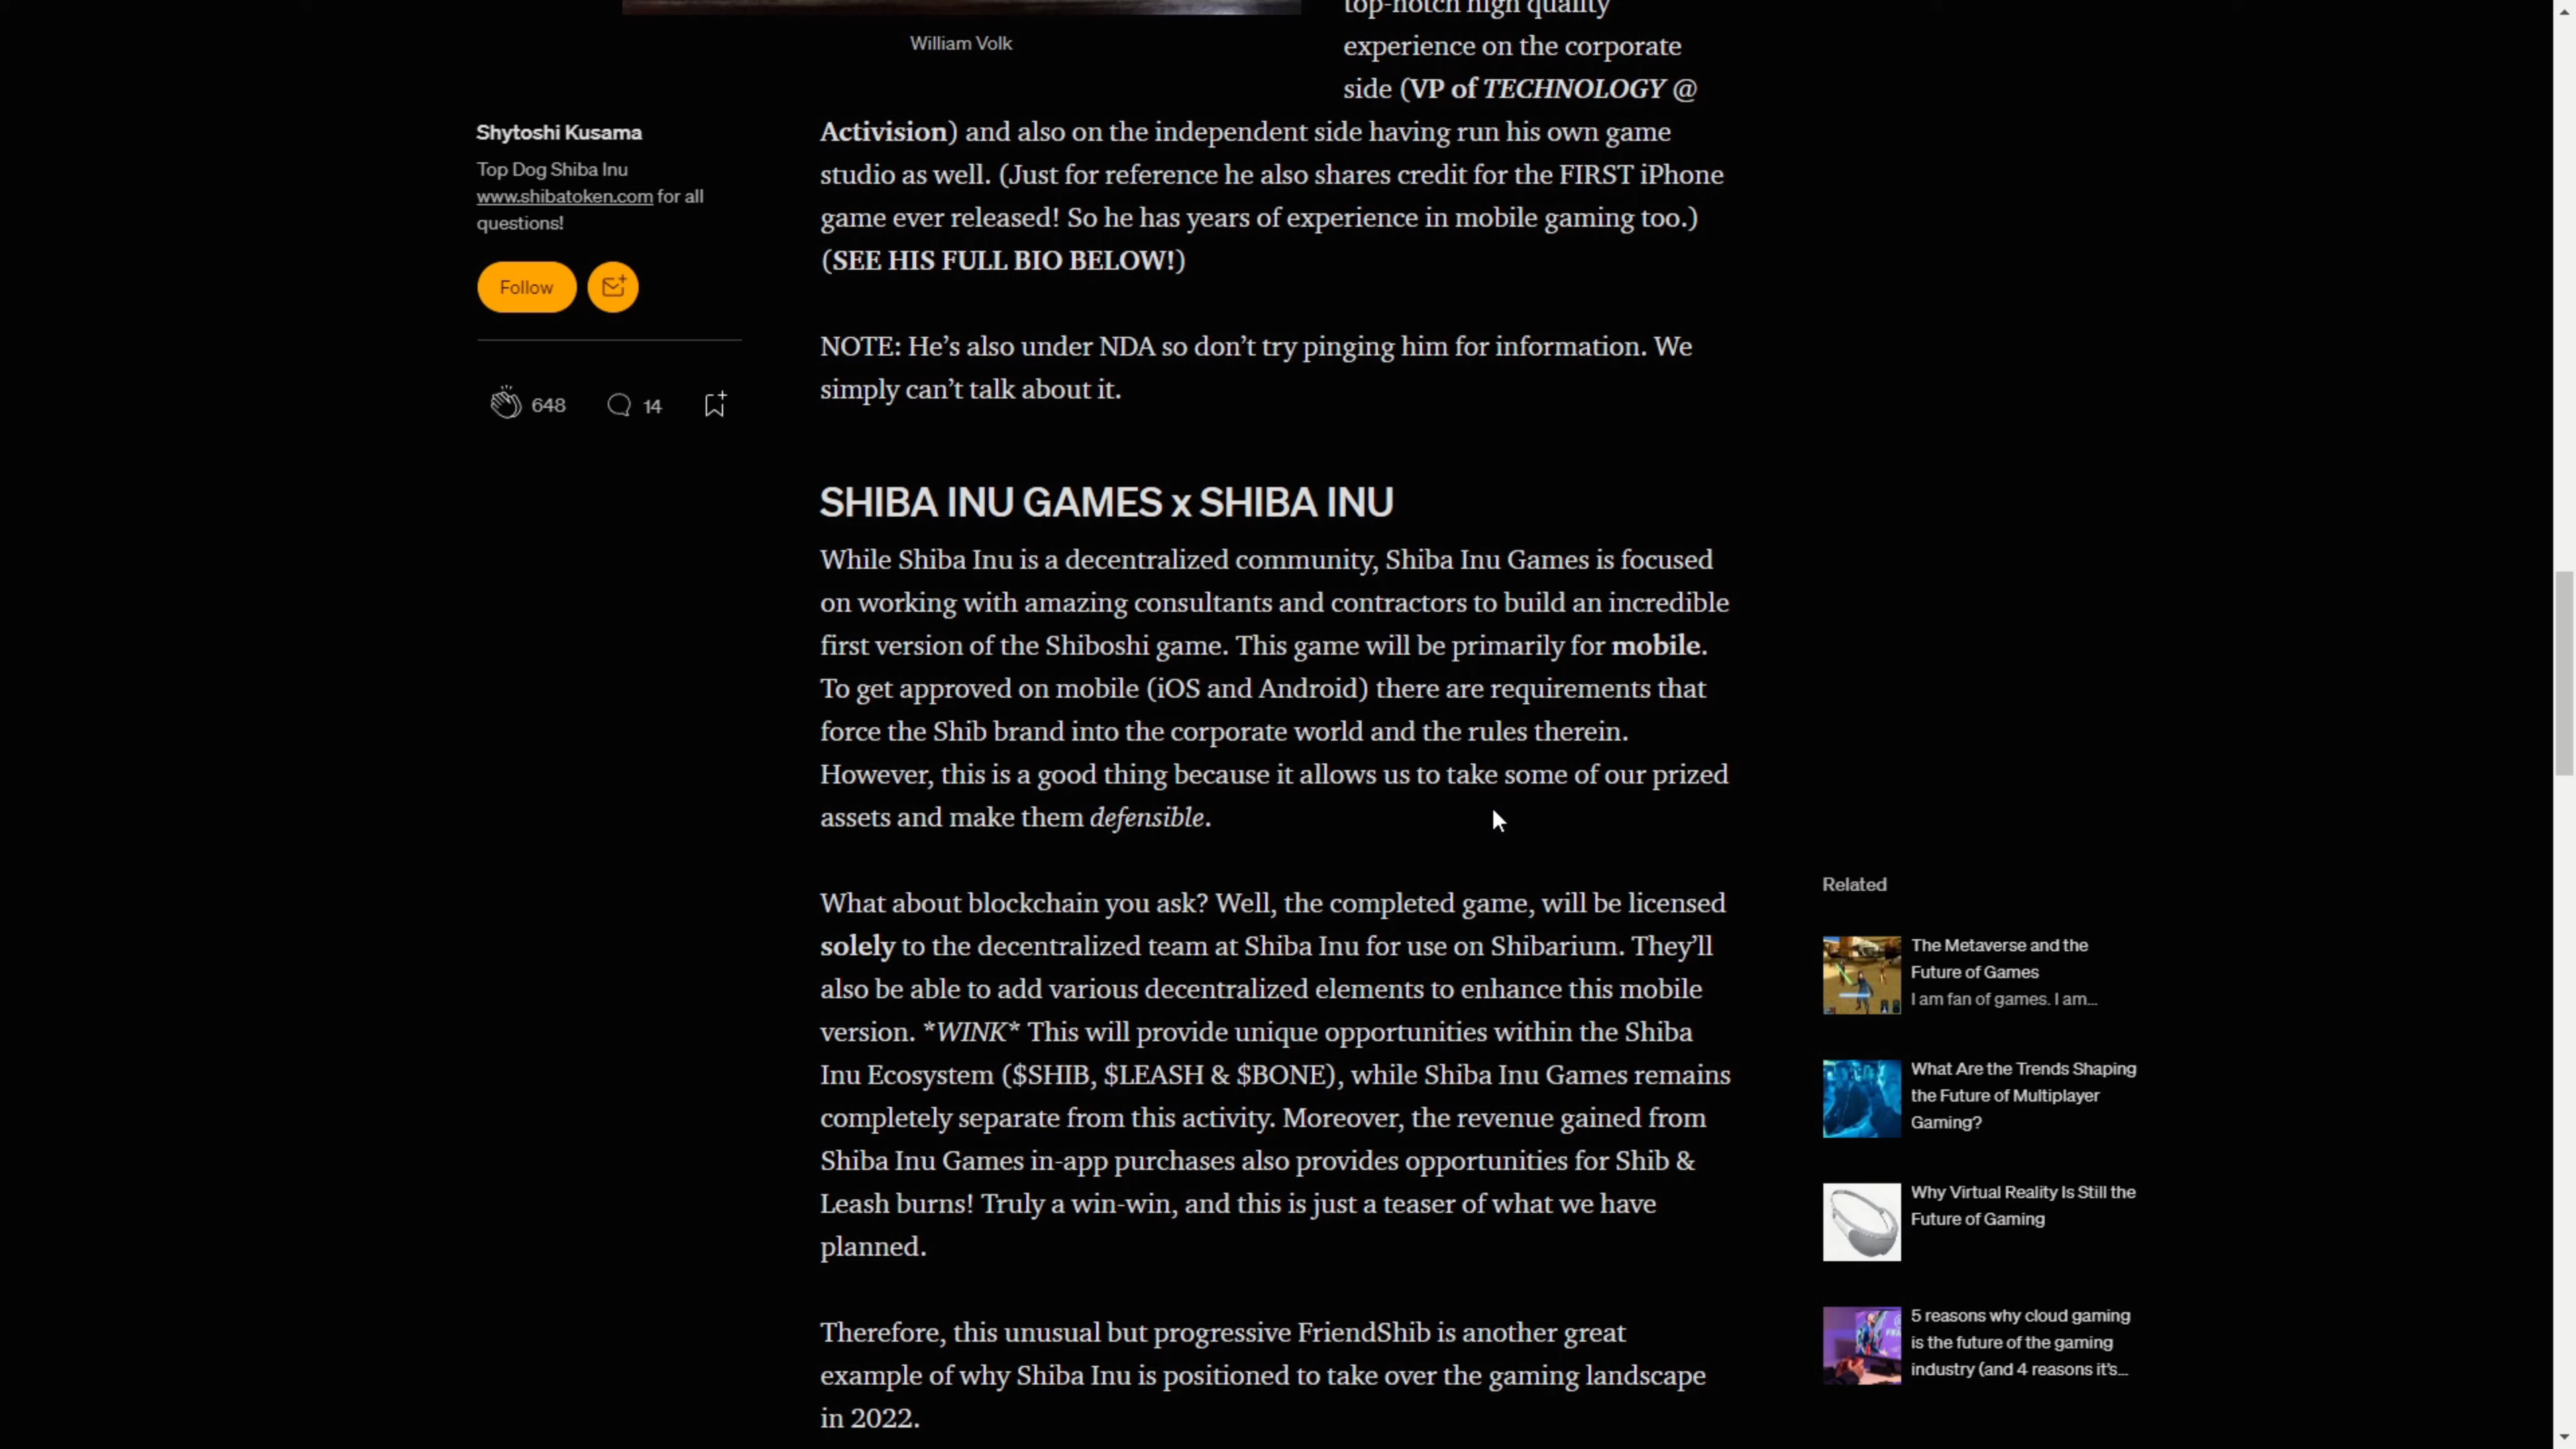 William Volk
top-notch high quality
experience on the corporate
side (VP of TECHNOLOGY @
Activision) and also on the independent side having run his own game
studio as well. (Just for reference he also shares credit for the FIRST iPhone
game ever released! So he has years of experience in mobile gaming too.)
(SEE HIS FULL BIO BELOW!)
NOTE: He's also under NDA so don't try pinging him for information. We
simply can't talk about it.
Shytoshi Kusama
Top Dog Shiba Inu
www.shibatoken.com for all
questions!
Follow
648
14
SHIBA INU GAMES x SHIBA INU
While Shiba Inu is a decentralized community, Shiba Inu Games is focused
on working with amazing consultants and contractors to build an incredible
first version of the Shiboshi game. This game will be primarily for mobile.
To get approved on mobile (iOS and Android) there are requirements that
force the Shib brand into the corporate world and the rules therein.
However, this is a good thing because it allows us to take some of our prized
assets and make them defensible.
What about blockchain you ask? Well, the completed game, will be licensed
solely to the decentralized team at Shiba Inu for use on Shibarium. They'll
also be able to add various decentralized elements to enhance this mobile
version. *WINK* This will provide unique opportunities within the Shiba
Inu Ecosystem ($SHIB, $LEASH & $BONE), while Shiba Inu Games remains
completely separate from this activity. Moreover, the revenue gained from
Shiba Inu Games in-app purchases also provides opportunities for Shib &
Leash burns! Truly a win-win, and this is just a teaser of what we have
planned.
Therefore, this unusual but progressive FriendShib is another great
example of why Shiba Inu is positioned to take over the gaming landscape
in 2022.
Related
The Metaverse and the
Future of Games
I am fan of games. I am...
What Are the Trends Shaping
the Future of Multiplayer
Gaming?
Why Virtual Reality Is Still the
Future of Gaming
5 reasons why cloud gaming
is the future of the gaming
industry (and 4 reasons it's...